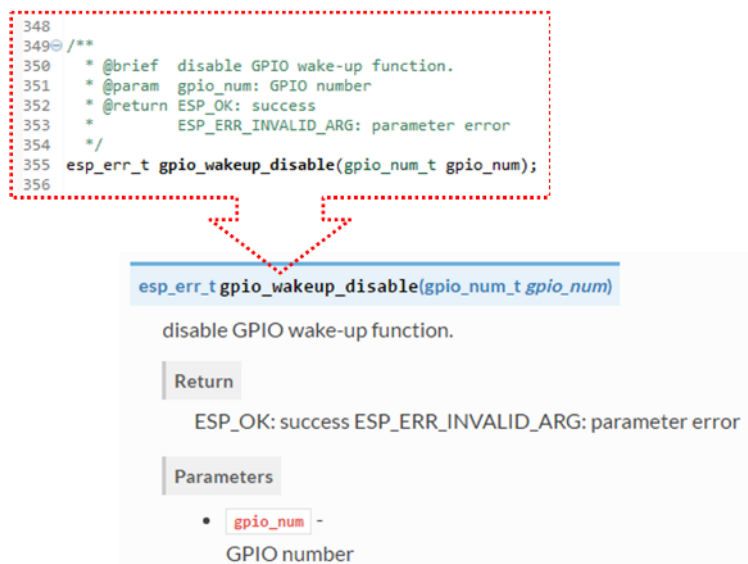 348
349 /**
350 * @brief disable GPIO wake-up function.
351 * @param gpio_num: GPIO number
352 * @return ESP_OK: success
353 * ESP_ERR_INVALID_ARG: parameter error
354 */
355 esp_err_t gpio_wakeup_disable(gpio_num_t gpio_num);
356
esp_err_t gpio_wakeup_disable(gpio_num_t gpio_num)
disable GPIO wake-up function.
Return
ESP_OK: success ESP_ERR_INVALID_ARG: parameter error
Parameters
• gpio_num -
GPIO number